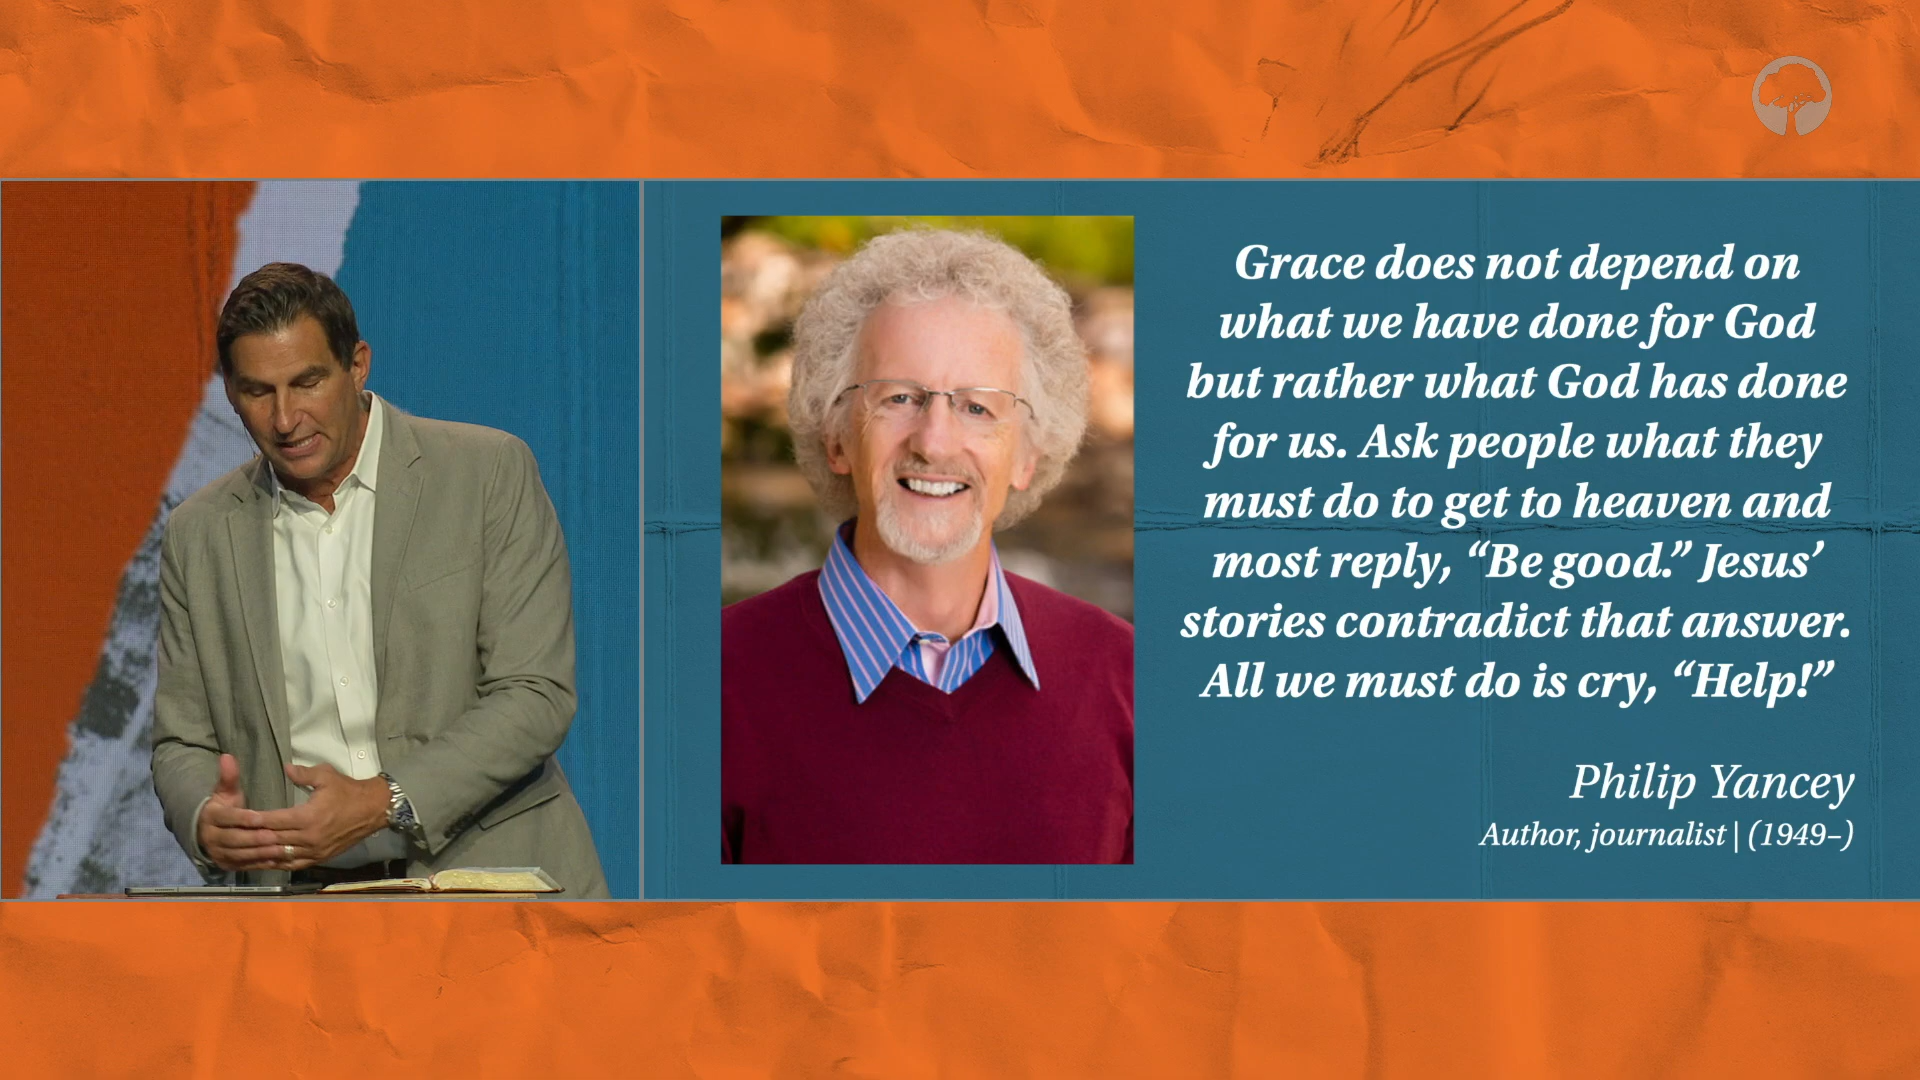 Grace does not depend on
what we have done for God
but rather what God has done
for us. Ask people what they
must do to get to heaven and
most reply, “Be good.” Jesus’
stories contradict that answer.
All we must do is cry, “Help!”
Philip Yancey
Author, journalist | (1949–)